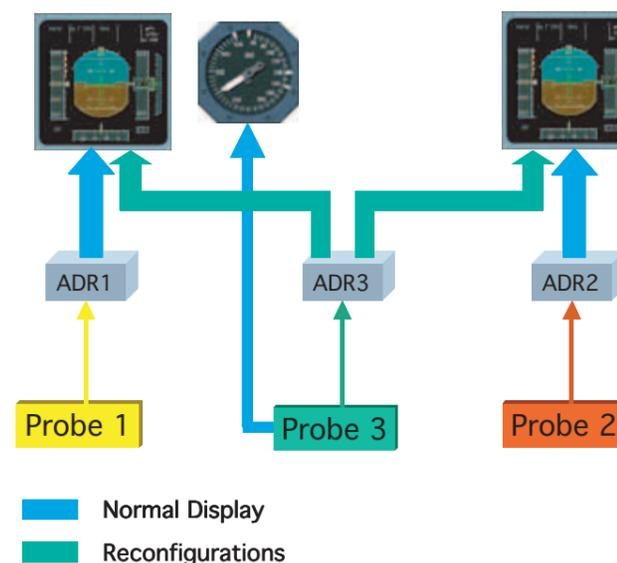 ADR1
ADR3
ADR2
Probe 1
Probe 3
Probe 2
Normal Display
Reconfigurations